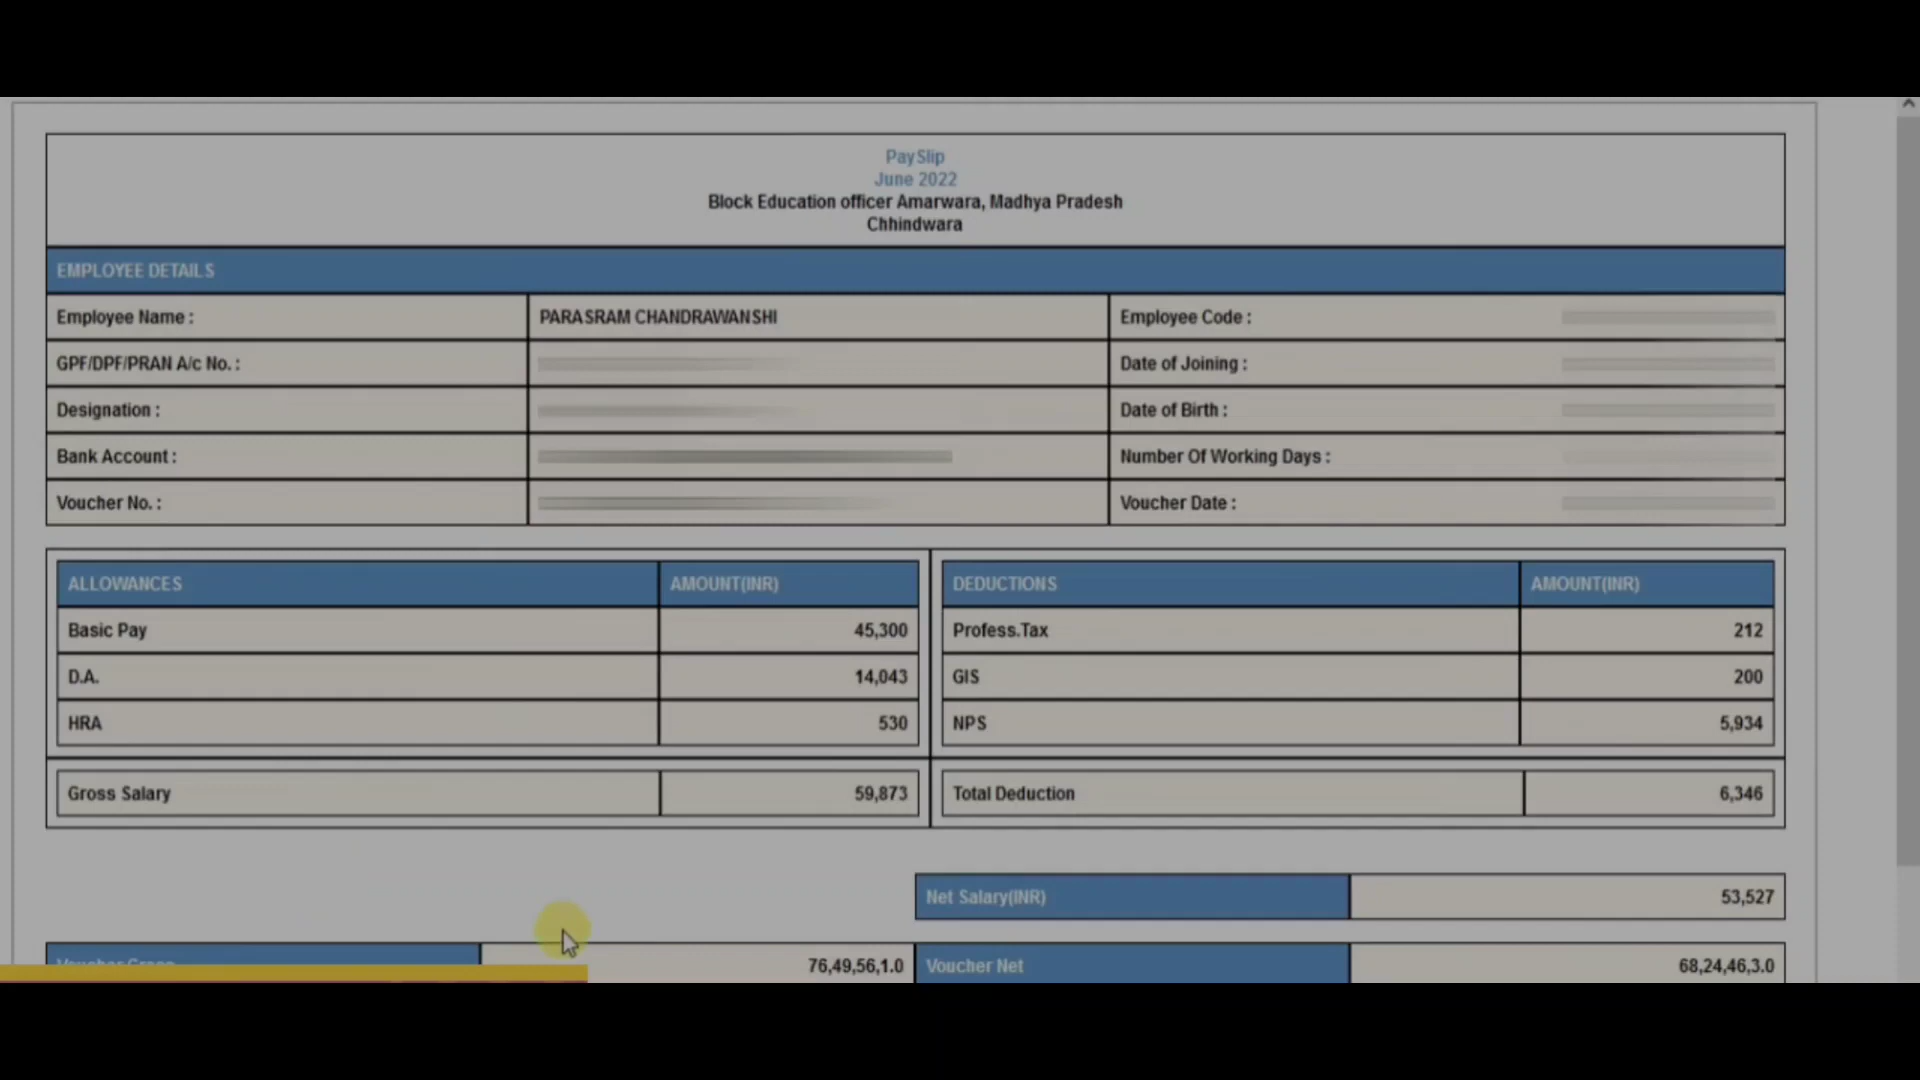 PaySlip
June 2022
Block Education officer Amarwara, Madhya Pradesh
Chhindwara
EMPLOYEE DETAILS
Employee Name : PARASRAM CHANDRAWANSHI Employee Code :
GPF/DPF/PRAN A/c No. : Date of Joining :
Designation : Date of Birth :
Bank Account : Number Of Working Days :
Voucher No. : Voucher Date :
ALLOWANCES AMOUNT(INR) DEDUCTIONS AMOUNT(INR)
Basic Pay 45,300 Profess.Tax 212
D.A. 14,043 GIS 200
HRA 530 NPS 5,934
Gross Salary 59,873 Total Deduction 6,346
Net Salary(INR) 53,527
Voucher Gross 76,49,56,1.0 Voucher Net 68,24,46,3.0